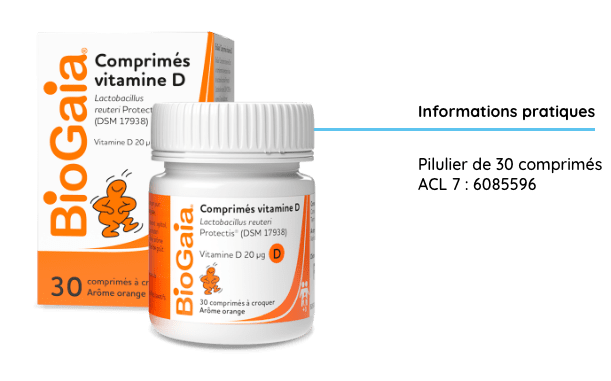 BioGaia®
Comprimés
vitamine D
Lactobacillus
reuteri Protectis
(DSM 17938)
Vitamine D 20 µg
30 comprimés à croquer
Arôme orange
BioGaia
Comprimés vitamine D
Lactobacillus reuteri
Protectis® (DSM 17938)
Vitamine D 20 µg D
30 comprimés à croquer
Arôme orange
Informations pratiques
Pilulier de 30 comprimés
ACL 7 : 6085596